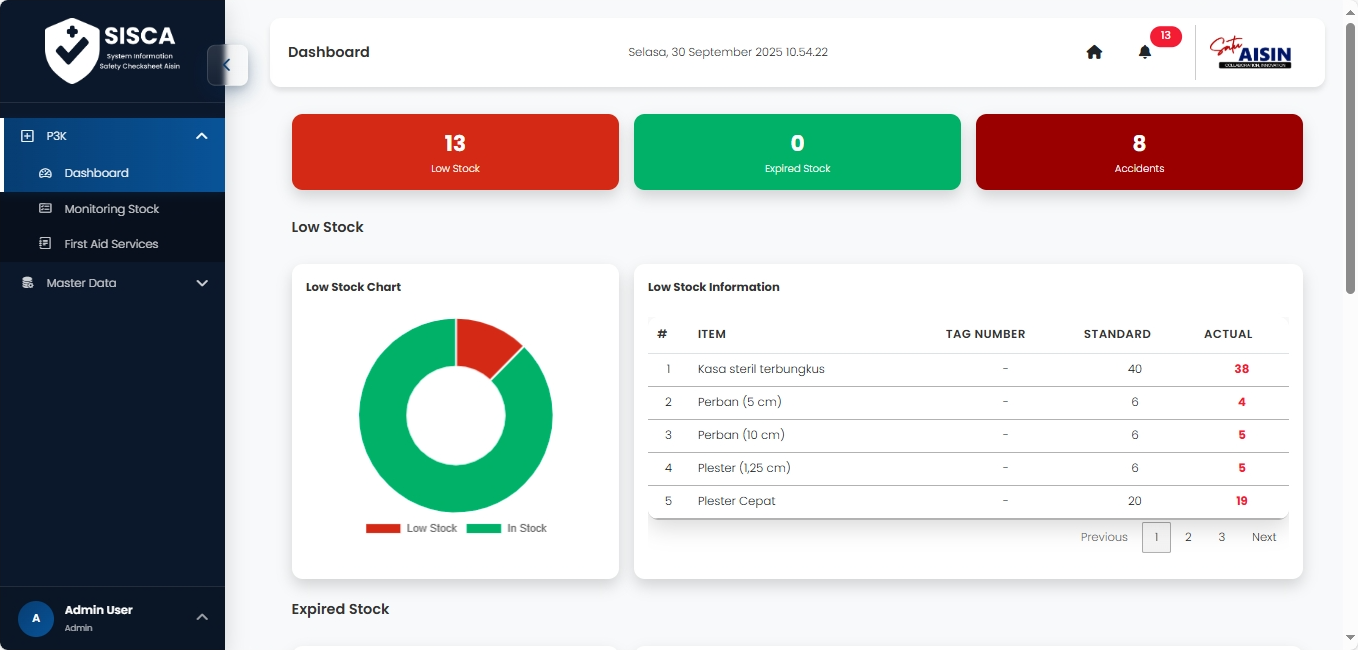 SISCA
System Information
Safety Checksheet Aisin
P3K
Dashboard
Monitoring Stock
First Aid Services
Master Data
A
Admin User
Admin
Dashboard
Selasa, 30 September 2025 10.54.22
13
Satu
AISIN
COLLABORATION, INNOVATION
13
Low Stock
0
Expired Stock
8
Accidents
Low Stock
Low Stock Chart
Low Stock In Stock
Low Stock Information
# ITEM TAG NUMBER STANDARD ACTUAL
1 Kasa steril terbungkus - 40 38
2 Perban (5 cm) - 6 4
3 Perban (10 cm) - 6 5
4 Plester (1,25 cm) - 6 5
5 Plester Cepat - 20 19
Previous 1 2 3 Next
Expired Stock